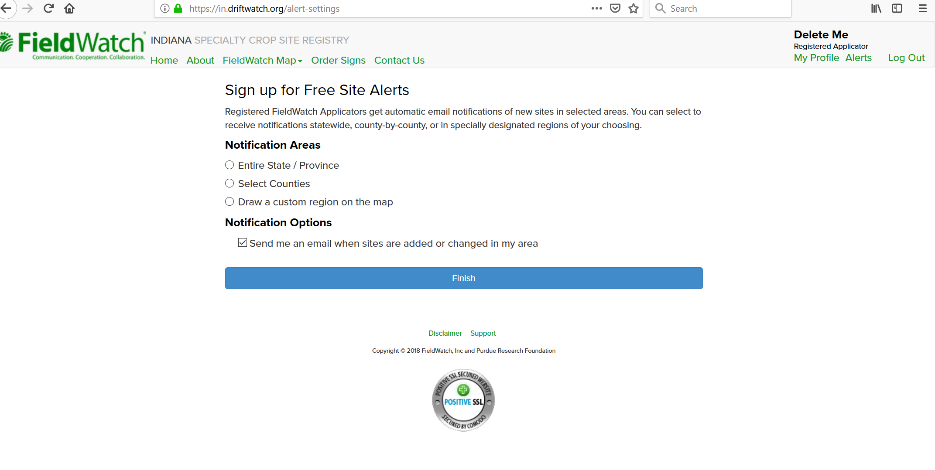 https://in.driftwatch.org/alert-settings
Search
FieldWatch®
Communication. Cooperation. Collaboration.
INDIANA SPECIALTY CROP SITE REGISTRY
Home About FieldWatch Map Order Signs Contact Us
Delete Me
Registered Applicator
My Profile Alerts Log Out
Sign up for Free Site Alerts
Registered FieldWatch Applicators get automatic email notifications of new sites in selected areas. You can select to
receive notifications statewide, county-by-county, or in specially designated regions of your choosing.
Notification Areas
Entire State / Province
Select Counties
Draw a custom region on the map
Notification Options
Send me an email when sites are added or changed in my area
Finish
Disclaimer Support
Copyright © 2018 FieldWatch, Inc and Purdue Research Foundation
POSITIVE SSL SECURED WEBSITE
POSITIVE SSL
SECURED BY COMODO